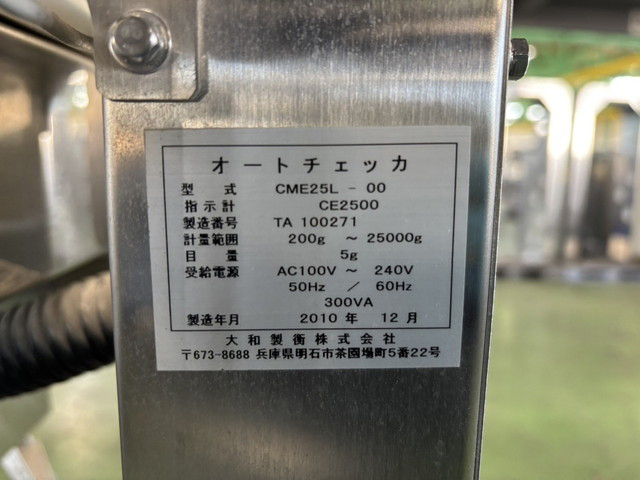 オートチェッカ
型式 CME25L - 00
指示計 CE2500
製造番号 TA 100271
計量範囲 200g ～ 25000g
目量 5g
受給電源 AC100V～ 240V
50Hz ／ 60Hz
300VA
製造年月 2010 年 12 月
大和製衡株式会社
〒673-8688 兵庫県明石市茶園場町5番22号